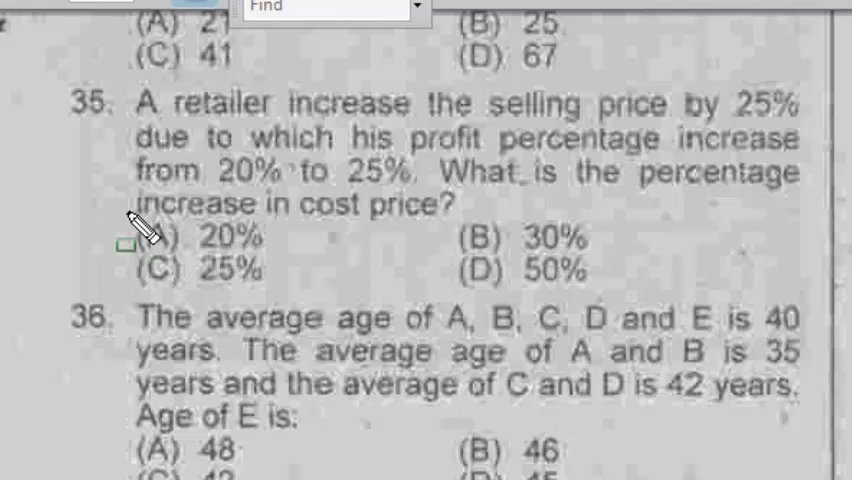 Find
(A) 21 (B) 25
(C) 41 (D) 67
35. A retailer increase the selling price by 25%
due to which his profit percentage increase
from 20% to 25%. What is the percentage
increase in cost price?
(A) 20% (B) 30%
(C) 25% (D) 50%
36. The average age of A, B, C, D and E is 40
years. The average age of A and B is 35
years and the average of C and D is 42 years.
Age of E is:
(A) 48 (B) 46
(C) 42 (D) 45